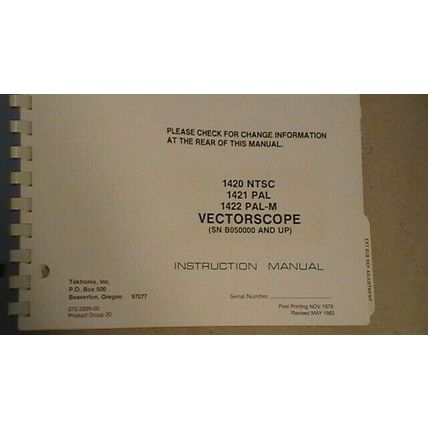 PLEASE CHECK FOR CHANGE INFORMATION
AT THE REAR OF THIS MANUAL.
1420 NTSC
1421 PAL
1422 PAL-M
VECTORSCOPE
(SN B050000 AND UP)
INSTRUCTION MANUAL
Tektronix, Inc.
P.O. Box 500
Beaverton, Oregon 97077
070-2899-00
Product Group 20
Serial Number
First Printing NOV 1979
Revised MAY 1983